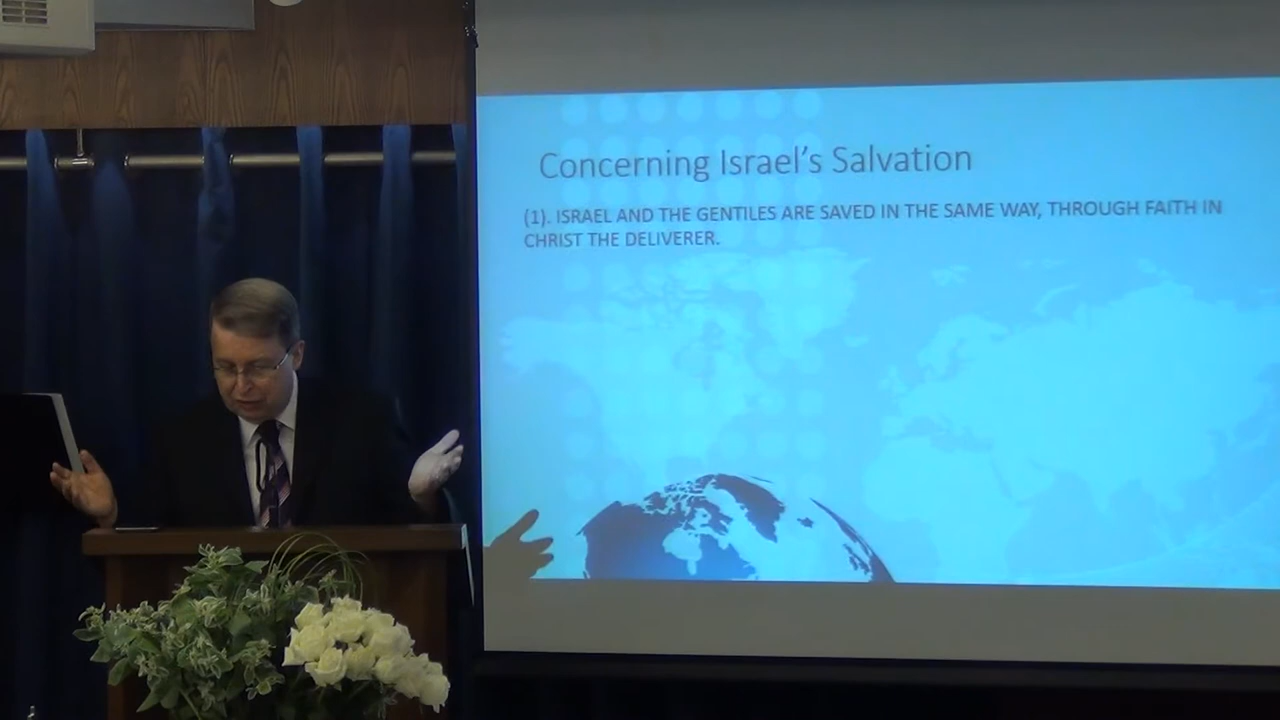 Concerning Israel's Salvation
(1). ISRAEL AND THE GENTILES ARE SAVED IN THE SAME WAY, THROUGH FAITH IN
CHRIST THE DELIVERER.